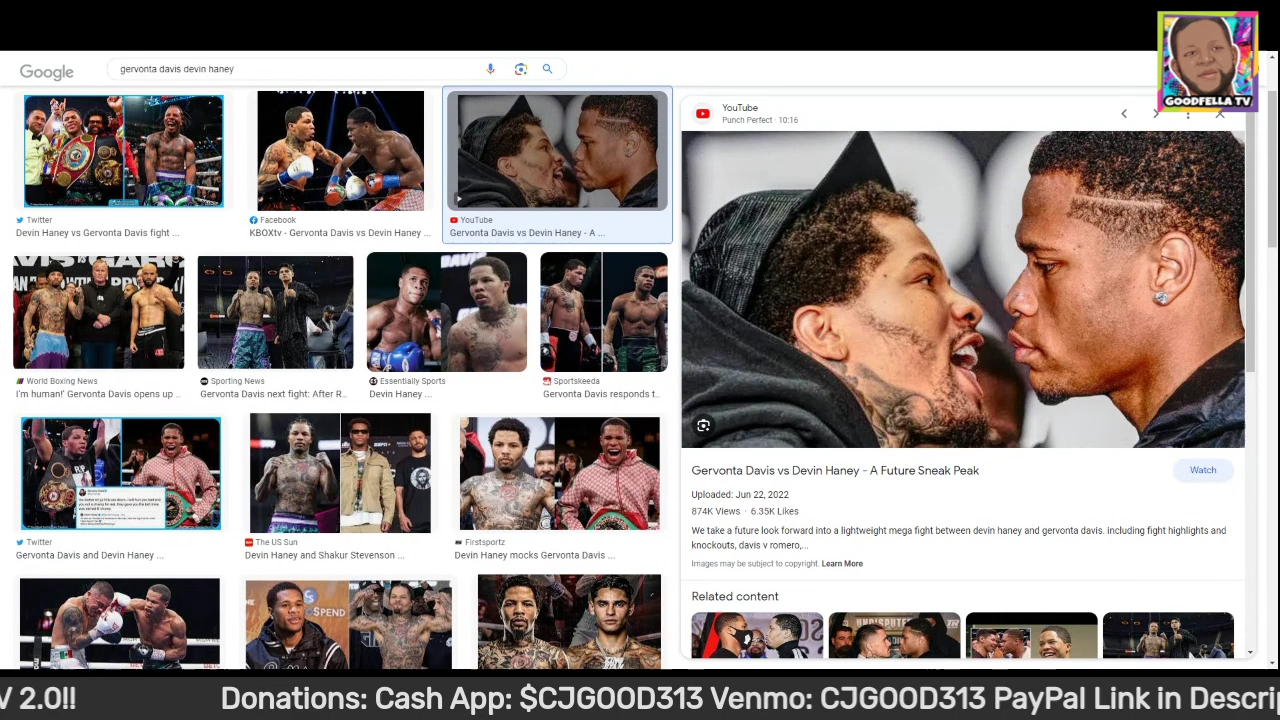 GOODFELLA TV
Google
gervonta davis devin haney
Twitter
Devin Haney vs Gervonta Davis fight ...
Facebook
KBOXtv - Gervonta Davis vs Devin Haney ...
YouTube
Gervonta Davis vs Devin Haney - A ...
World Boxing News
I'm human!' Gervonta Davis opens up ..
Sporting News
Gervonta Davis next fight: After R..
Essentially Sports
Devin Haney ...
Sportskeeda
Gervonta Davis responds t..
Twitter
Gervonta Davis and Devin Haney ...
The US Sun
Devin Haney and Shakur Stevenson ...
Firstsportz
Devin Haney mocks Gervonta Davis ...
YouTube
Punch Perfect · 10:16
Gervonta Davis vs Devin Haney - A Future Sneak Peak
Watch
Uploaded: Jun 22, 2022
874K Views · 6.35K Likes
We take a future look forward into a lightweight mega fight between devin haney and gervonta davis. including fight highlights and
knockouts, davis v romero,...
Images may be subject to copyright. Learn More
Related content
V 2.0!! Donations: Cash App: $CJGOOD313 Venmo: CJGOOD313 PayPal Link in Descrip